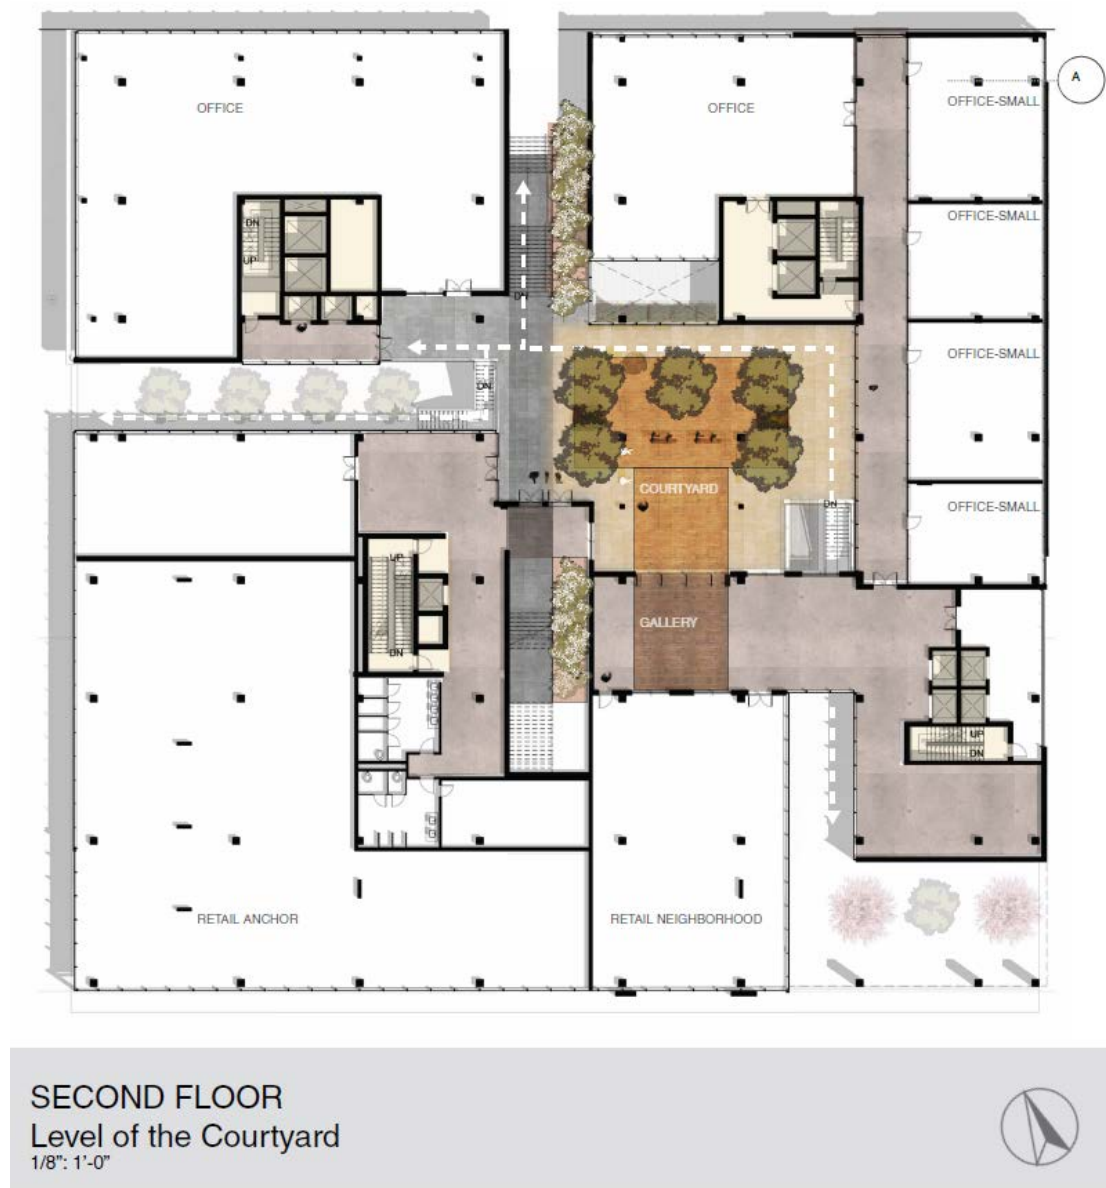 OFFICE
OFFICE
OFFICE-SMALL
A
DN
UP
OFFICE-SMALL
DN
OFFICE-SMALL
DN
COURTYARD
DN
OFFICE-SMALL
UP
DN
GALLERY
UP
DN
RETAIL ANCHOR
RETAIL NEIGHBORHOOD
SECOND FLOOR
Level of the Courtyard
1/8": 1'-0"